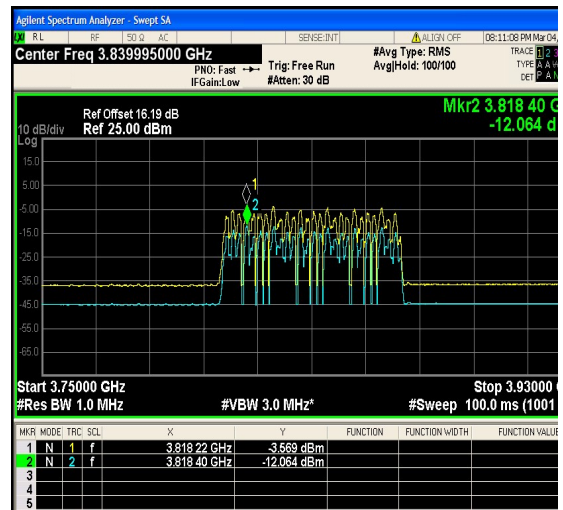 Agilent Spectrum Analyzer - Swept SA
RL RF 50 Ω AC SENSE:INT ALIGN OFF 08:11:08 PM Mar 04,
Center Freq 3.839995000 GHz #Avg Type: RMS TRACE 1 2 3
PNO: Fast Trig: Free Run Avg|Hold: 100/100 TYPE A A
IFGain:Low #Atten: 30 dB DET P A N
Mkr2 3.818 40 G
Ref Offset 16.19 dB
10 dB/div Ref 25.00 dBm -12.064 d
Log
15.0
5.00
1
2
-5.00
-15.0
-25.0
-35.0
-45.0
-55.0
-65.0
Start 3.75000 GHz Stop 3.93000
#Res BW 1.0 MHz #VBW 3.0 MHz* #Sweep 100.0 ms (1001
MKR MODE TRC SCL X Y FUNCTION FUNCTION WIDTH FUNCTION VALUE
1 N 1 f 3.818 22 GHz -3.569 dBm
2 N 2 f 3.818 40 GHz -12.064 dBm
3
4
5